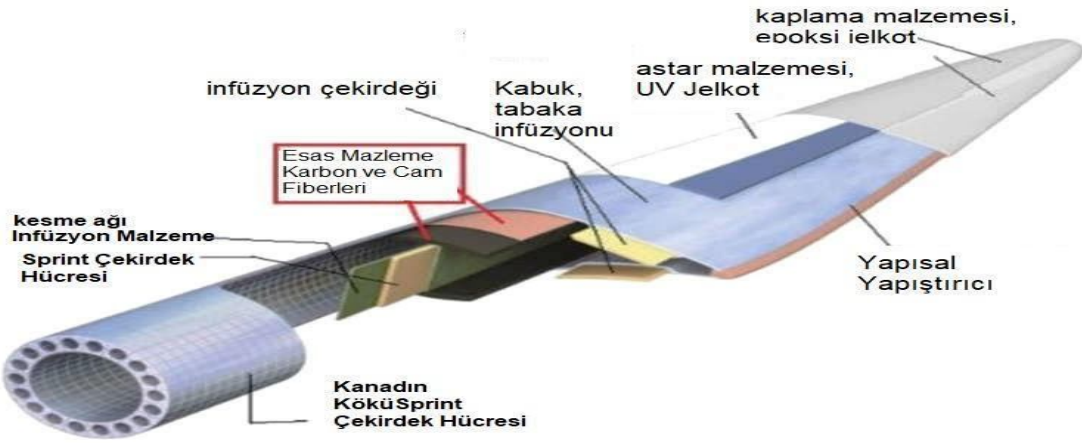 kaplama malzemesi,
epoksi jelkot
astar malzemesi,
UV Jelkot
infüzyon çekirdeği
Kabuk,
tabaka
infüzyonu
Esas Mazleme
Karbon ve Cam
Fiberleri
kesme ağı
Infüzyon Malzeme
Sprint Çekirdek
Hücresi
Yapısal
Yapıştırıcı
Kanadın
KöküSprint
Çekirdek Hücresi